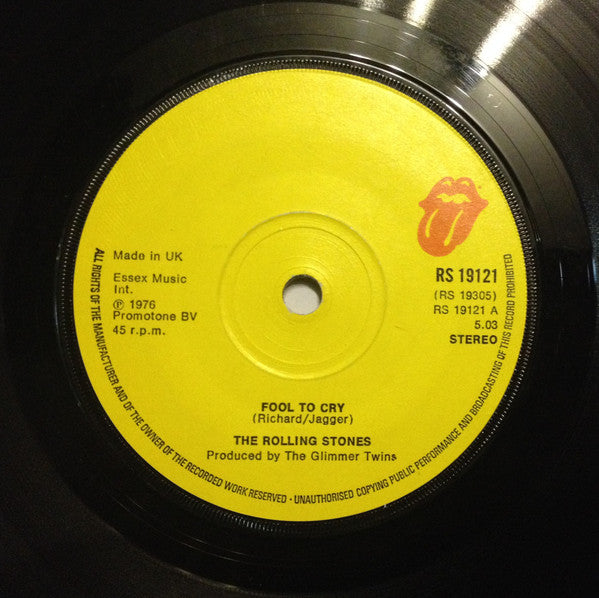 Made in UK
Essex Music
Int.
℗ 1976
Promotone BV
45 r.p.m.
RS 19121
(RS 19305)
RS 19121 A
5.03
STEREO
FOOL TO CRY
(Richard/Jagger)
THE ROLLING STONES
Produced by The Glimmer Twins
ALL RIGHTS OF THE MANUFACTURER AND OF THE OWNER OF THE RECORDED WORK RESERVED · UNAUTHORISED COPYING PUBLIC PERFORMANCE AND BROADCASTING OF THIS RECORD PROHIBITED